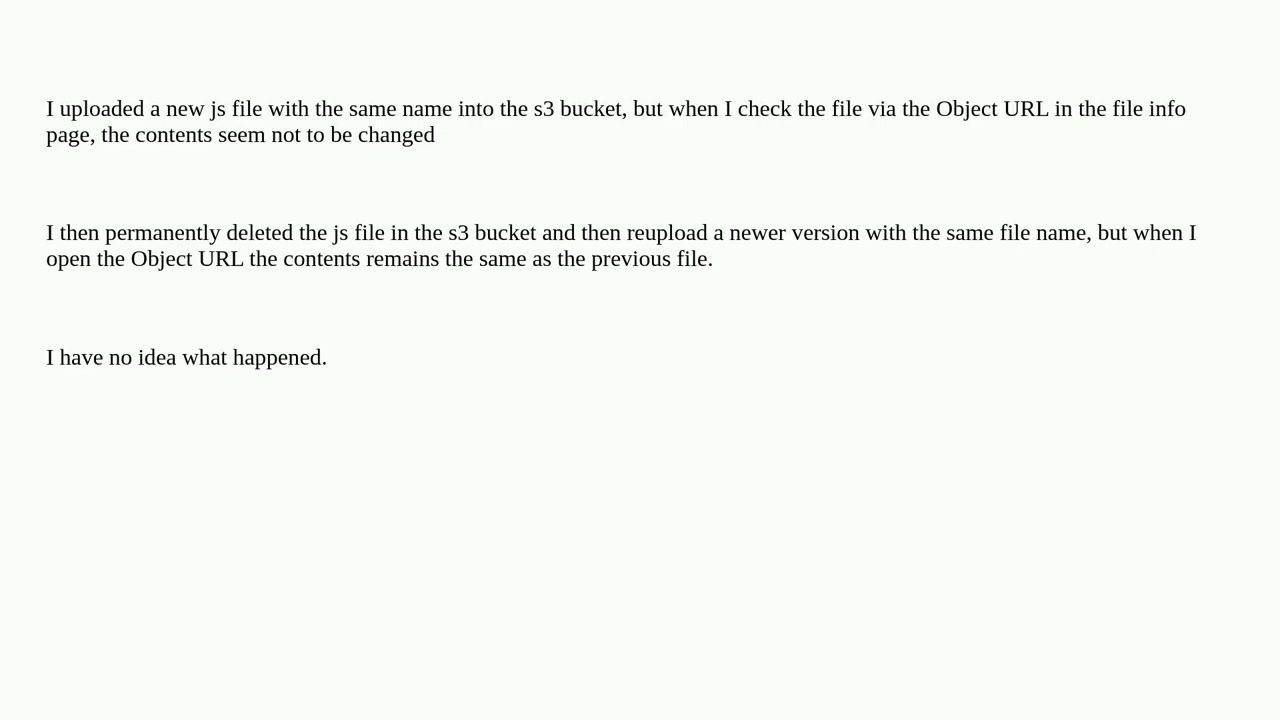 I uploaded a new js file with the same name into the s3 bucket, but when I check the file via the Object URL in the file info
page, the contents seem not to be changed
I then permanently deleted the js file in the s3 bucket and then reupload a newer version with the same file name, but when I
open the Object URL the contents remains the same as the previous file.
I have no idea what happened.